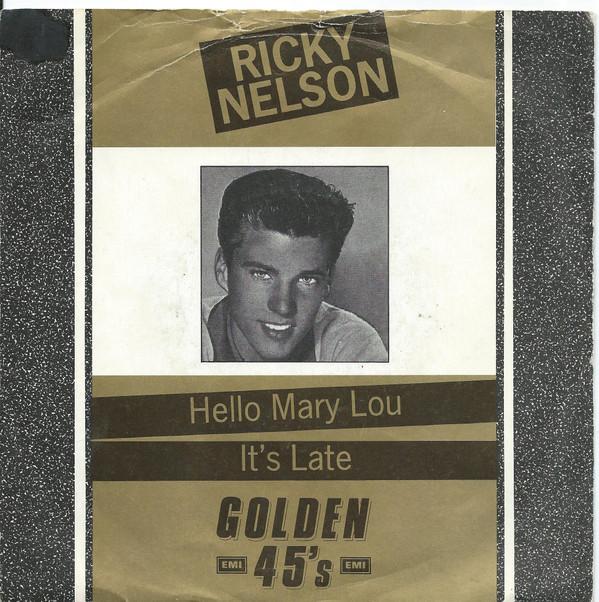 RICKY
NELSON
Hello Mary Lou
It's Late
GOLDEN
EMI 45's EMI